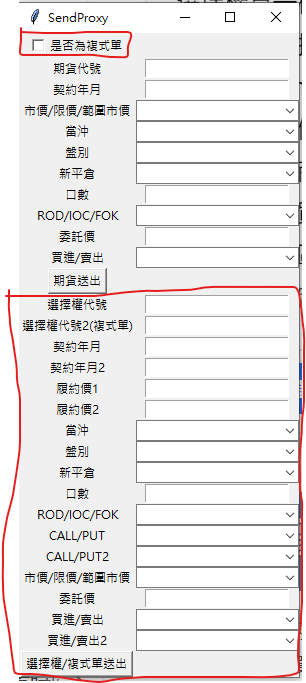 SendProxy
是否為複式單
期貨代號
契約年月
市價/限價/範圍市價
當沖
盤別
新平倉
口數
ROD/IOC/FOK
委託價
買進/賣出
期貨送出
選擇權代號
選擇權代號2(複式單)
契約年月
契約年月2
履約價1
履約價2
當沖
盤別
新平倉
口數
ROD/IOC/FOK
CALL/PUT
CALL/PUT2
市價/限價/範圍市價
委託價
買進/賣出
買進/賣出2
選擇權/複式單送出